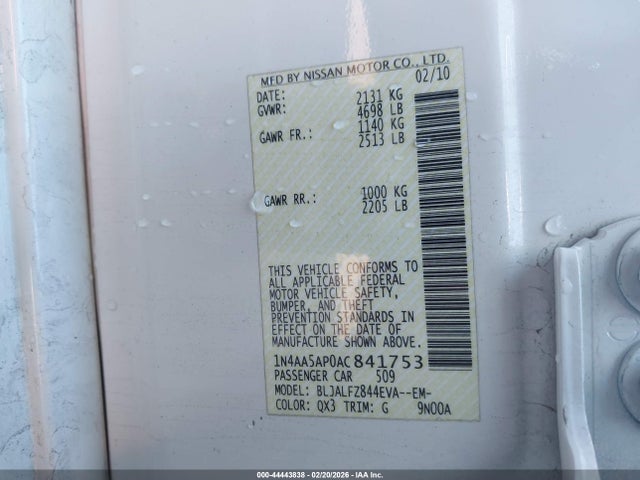 MFD BY NISSAN MOTOR CO., LTD.
DATE: 02/10
GVWR: 2131 KG
4698 LB
GAWR FR.: 1140 KG
2513 LB
GAWR RR.: 1000 KG
2205 LB
THIS VEHICLE CONFORMS TO
ALL APPLICABLE FEDERAL
MOTOR VEHICLE SAFETY,
BUMPER, AND THEFT
PREVENTION STANDARDS IN
EFFECT ON THE DATE OF
MANUFACTURE SHOWN ABOVE.
1N4AA5AP0AC841753
PASSENGER CAR 509
MODEL: BLJALFZ844EVA--EM-
COLOR: QX3 TRIM: G 9N00A
000-44443838 - 02/20/2026 - IAA Inc.